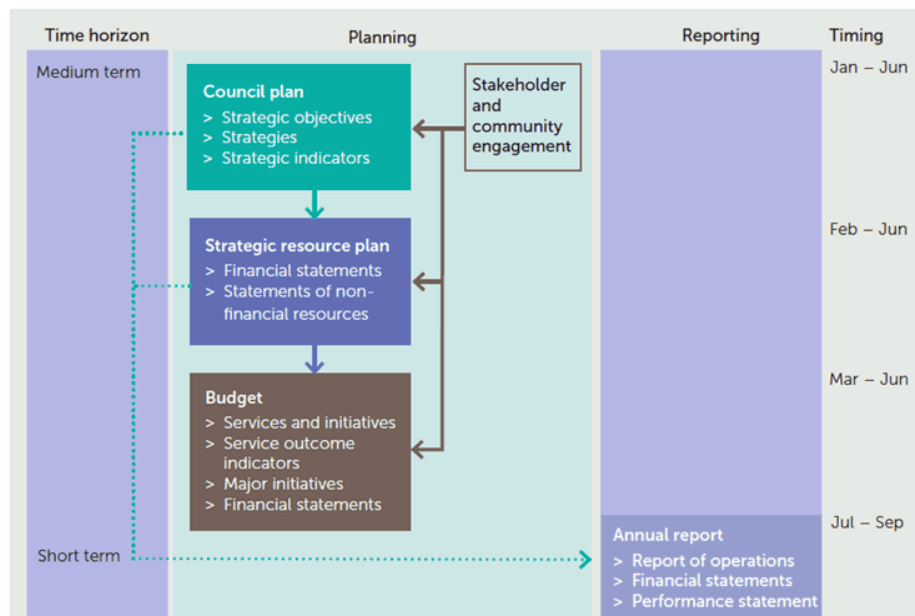 Time horizon
Planning
Reporting
Timing
Medium term
Jan – Jun
Council plan
> Strategic objectives
> Strategies
> Strategic indicators
Stakeholder
and
community
engagement
Feb – Jun
Strategic resource plan
> Financial statements
> Statements of non-
financial resources
Mar – Jun
Budget
> Services and initiatives
> Service outcome
indicators
> Major initiatives
> Financial statements
Jul – Sep
Short term
Annual report
> Report of operations
> Financial statements
> Performance statement